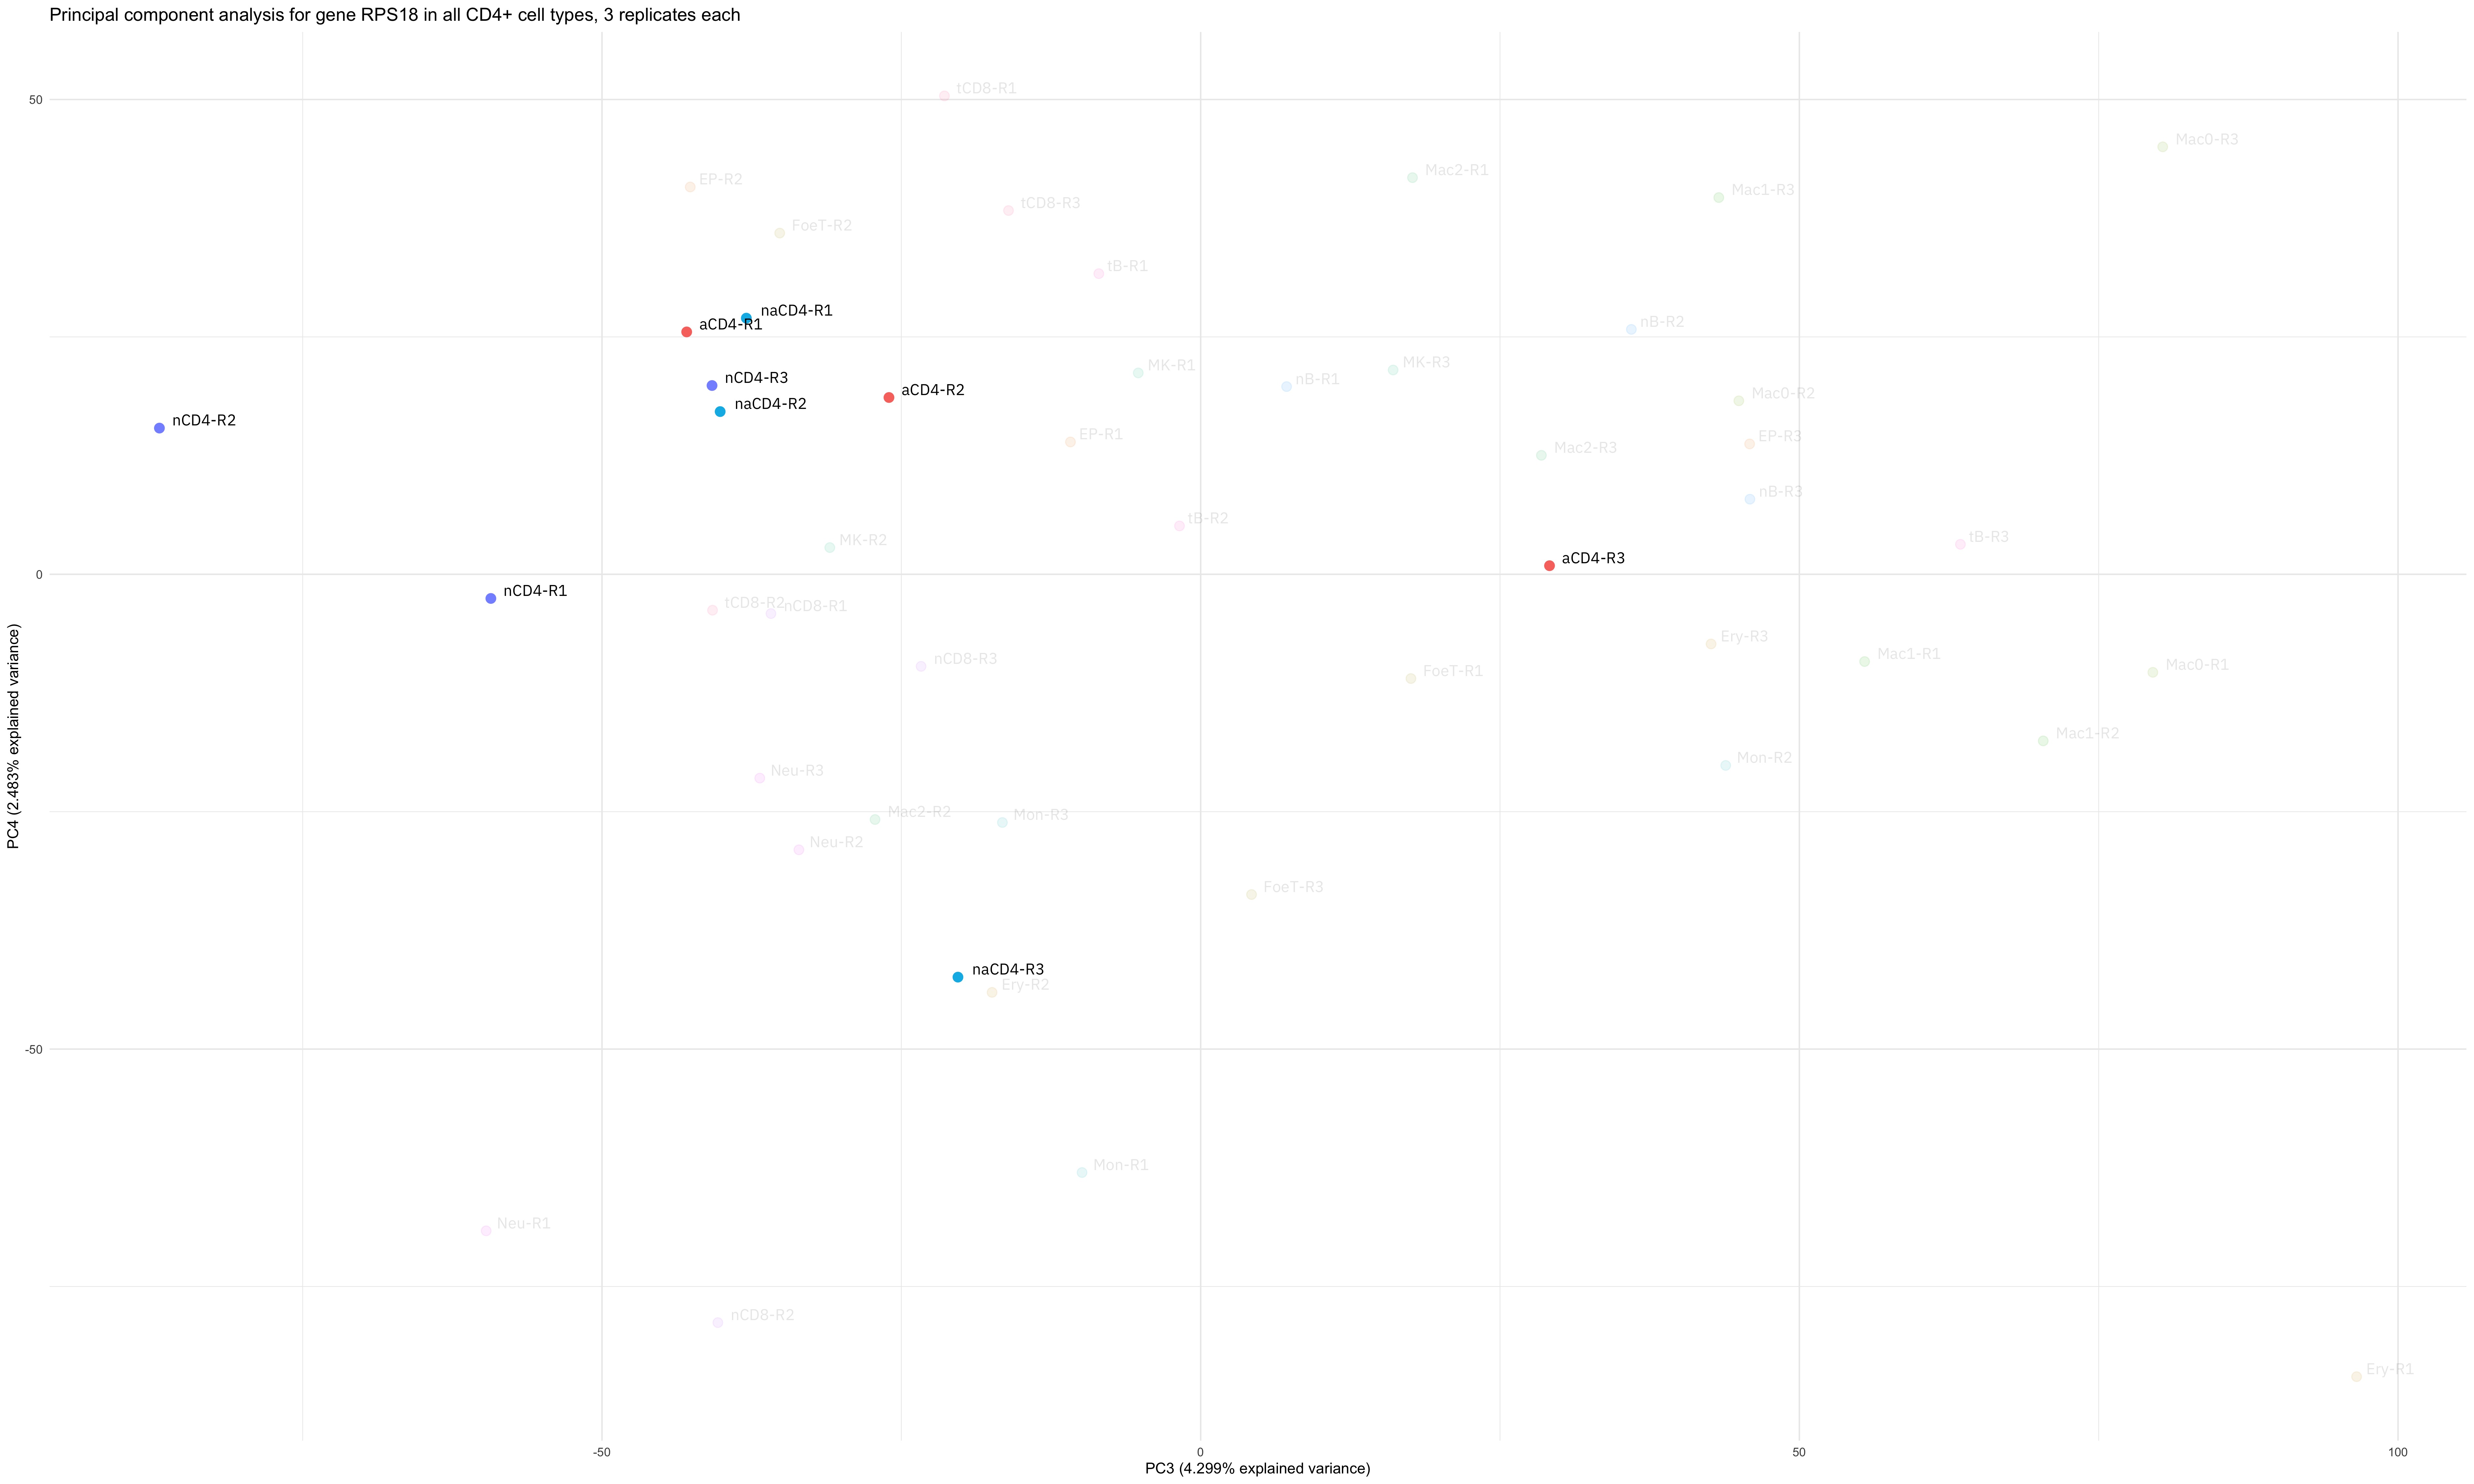 Principal component analysis for gene RPS18 in all CD4+ cell types, 3 replicates each
tCD8-R1
50
Mac0-R3
Mac2-R1
EP-R2
Mac1-R3
tCD8-R3
FoeT-R2
tB-R1
naCD4-R1
aCD4-R1
nB-R2
MK-R1
MK-R3
nCD4-R3
nB-R1
aCD4-R2
Mac0-R2
naCD4-R2
nCD4-R2
EP-R1
EP-R3
Mac2-R3
nB-R3
tB-R2
MK-R2
tB-R3
aCD4-R3
0
nCD4-R1
tCD8-R2
nCD8-R1
Ery-R3
Mac1-R1
nCD8-R3
Mac0-R1
FoeT-R1
Mac1-R2
PC4 (2.483% explained variance)
Mon-R2
Neu-R3
Mac2-R2
Mon-R3
Neu-R2
FoeT-R3
naCD4-R3
Ery-R2
-50
Mon-R1
Neu-R1
nCD8-R2
Ery-R1
-50
0
50
100
PC3 (4.299% explained variance)